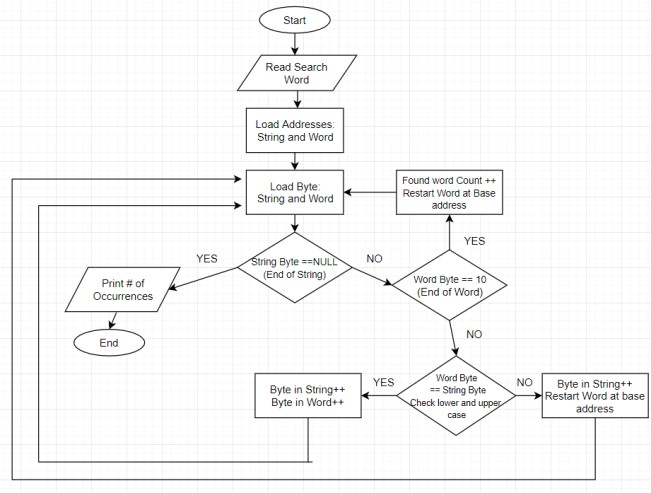 Start
Read Search
Word
Load Addresses:
String and Word
Load Byte:
String and Word
Found word Count ++
Restart Word at Base
address
YES
String Byte ==NULL
(End of String)
NO
YES
Print # of
Occurrences
Word Byte == 10
(End of Word)
End
NO
Word Byte
== String Byte
Check lower and upper
case
YES
NO
Byte in String++
Byte in Word++
Byte in String++
Restart Word at base
address